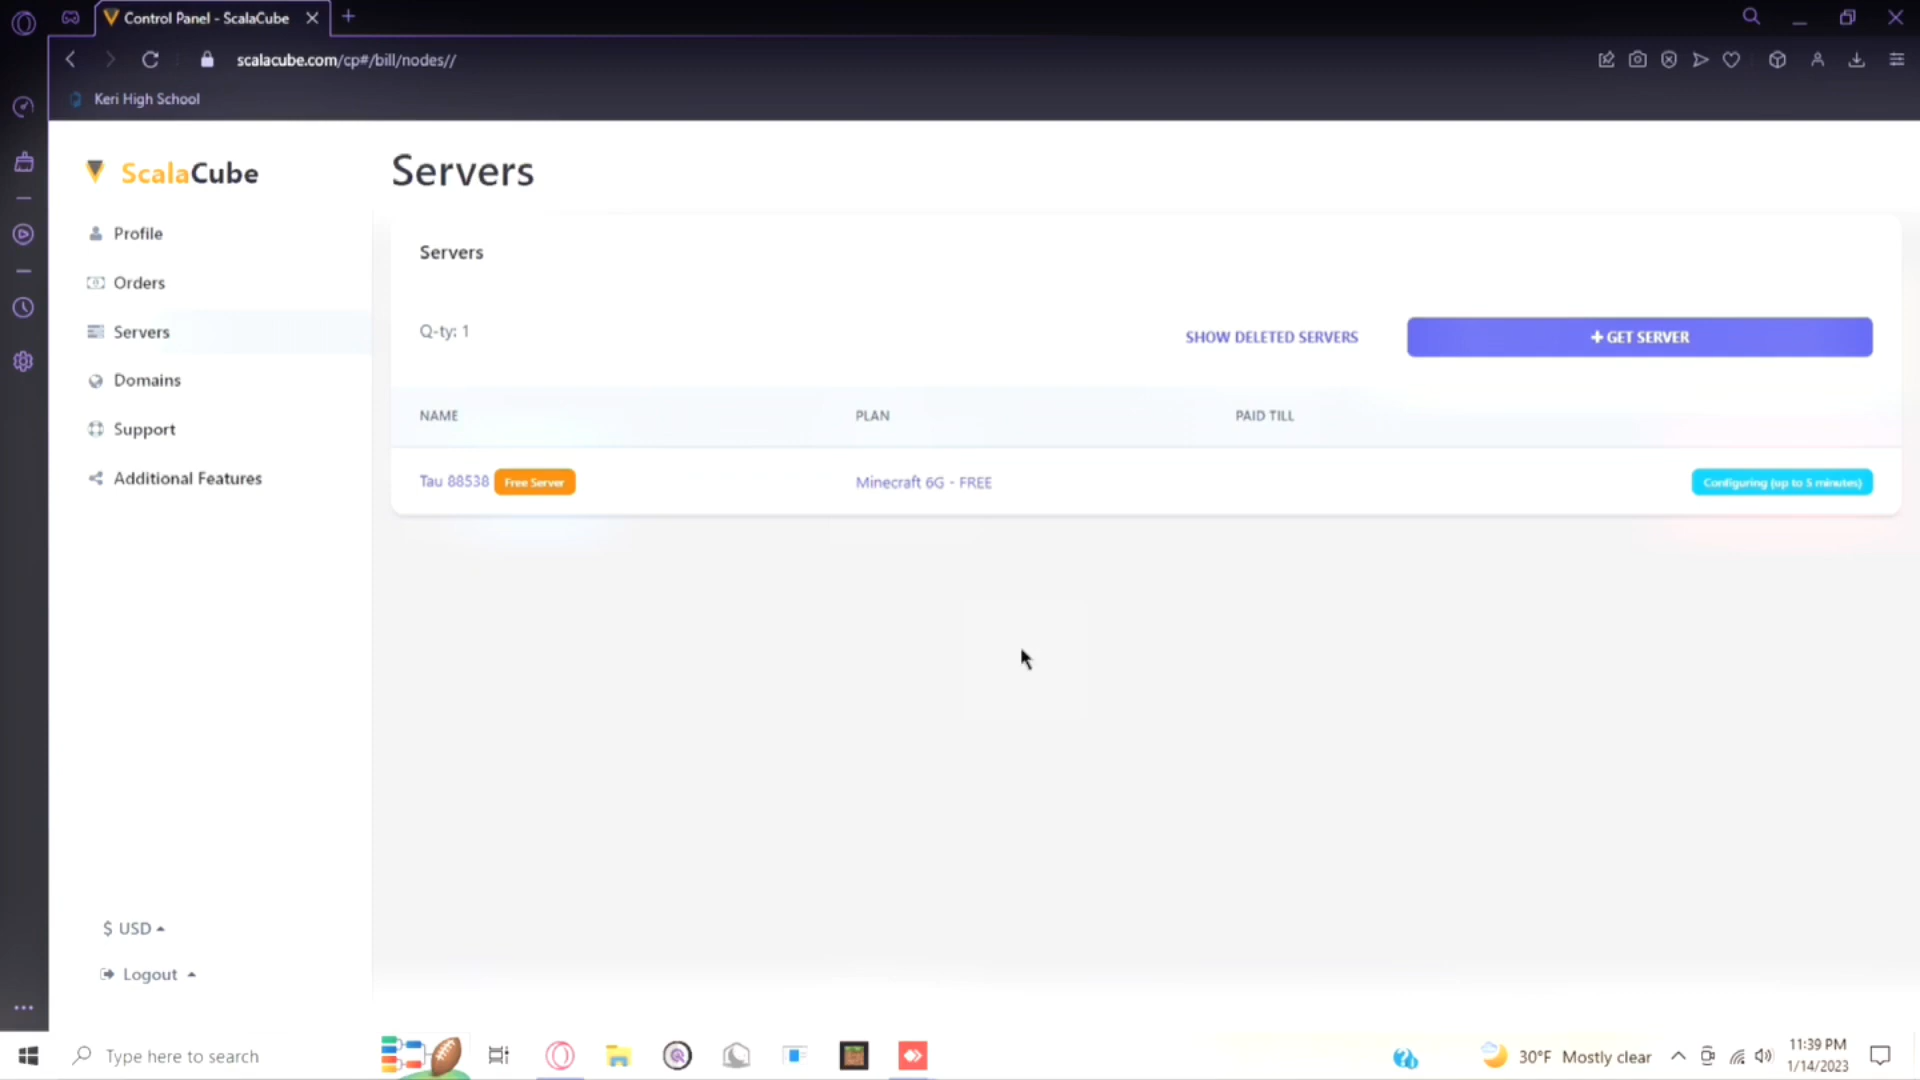 Control Panel - ScalaCube
scalacube.com/cp#/bill/nodes//
Keri High School
ScalaCube
Servers
Profile
Orders
Servers
Domains
Support
Additional Features
Servers
Q-ty: 1
SHOW DELETED SERVERS
GET SERVER
NAME PLAN PAID TILL
Tau 88538 Free Server Minecraft 6G - FREE Configuring (up to 5 minutes)
$ USD
Logout
Type here to search
30°F Mostly clear
11:39 PM
1/14/2023